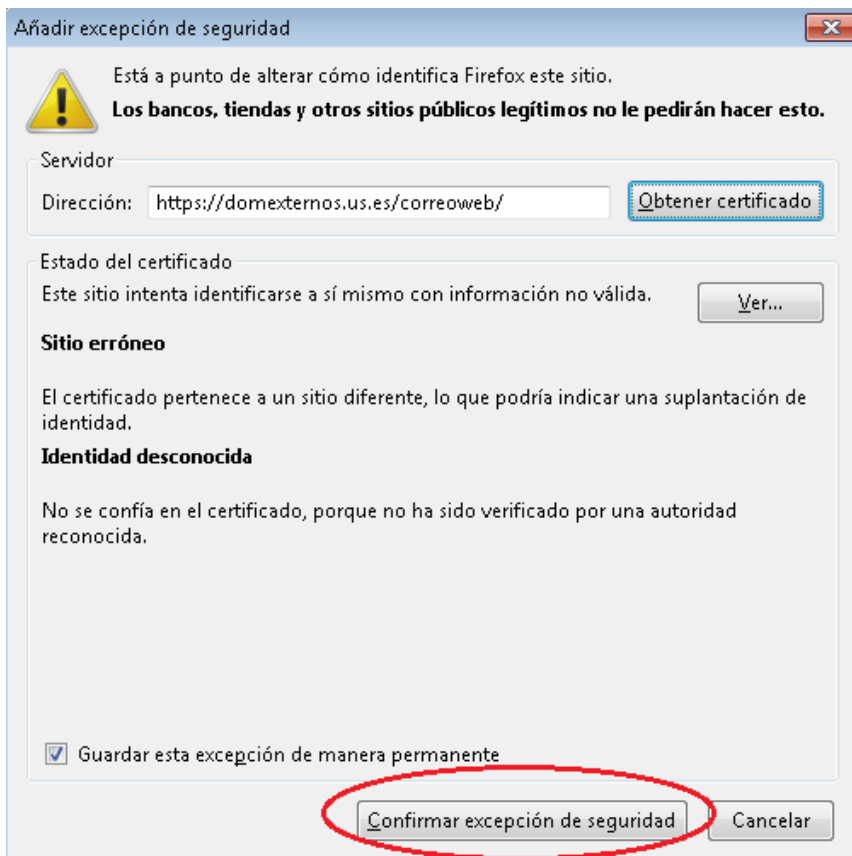 Añadir excepción de seguridad
Está a punto de alterar cómo identifica Firefox este sitio.
Los bancos, tiendas y otros sitios públicos legítimos no le pedirán hacer esto.
Servidor
Dirección: https://domexternos.us.es/correoweb/ Obtener certificado
Estado del certificado
Este sitio intenta identificarse a sí mismo con información no válida. Ver...
Sitio erróneo
El certificado pertenece a un sitio diferente, lo que podría indicar una suplantación de
identidad.
Identidad desconocida
No se confía en el certificado, porque no ha sido verificado por una autoridad
reconocida.
Guardar esta excepción de manera permanente
Confirmar excepción de seguridad Cancelar